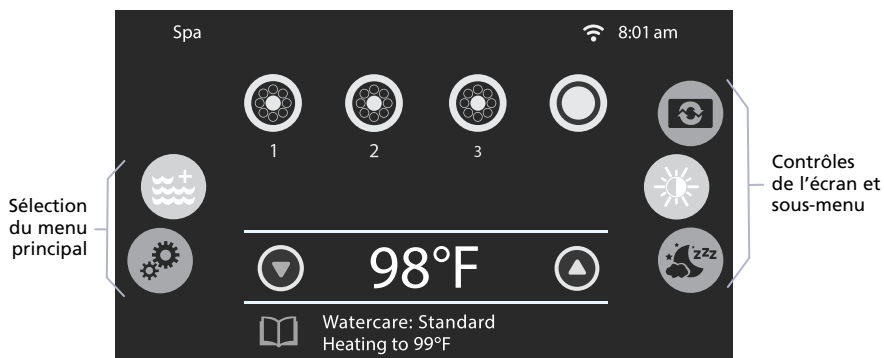 Spa
8:01 am
1 2 3
Sélection
du menu
principal
Contrôles
de l'écran et
sous-menu
zzz
98°F
Watercare: Standard
Heating to 99°F